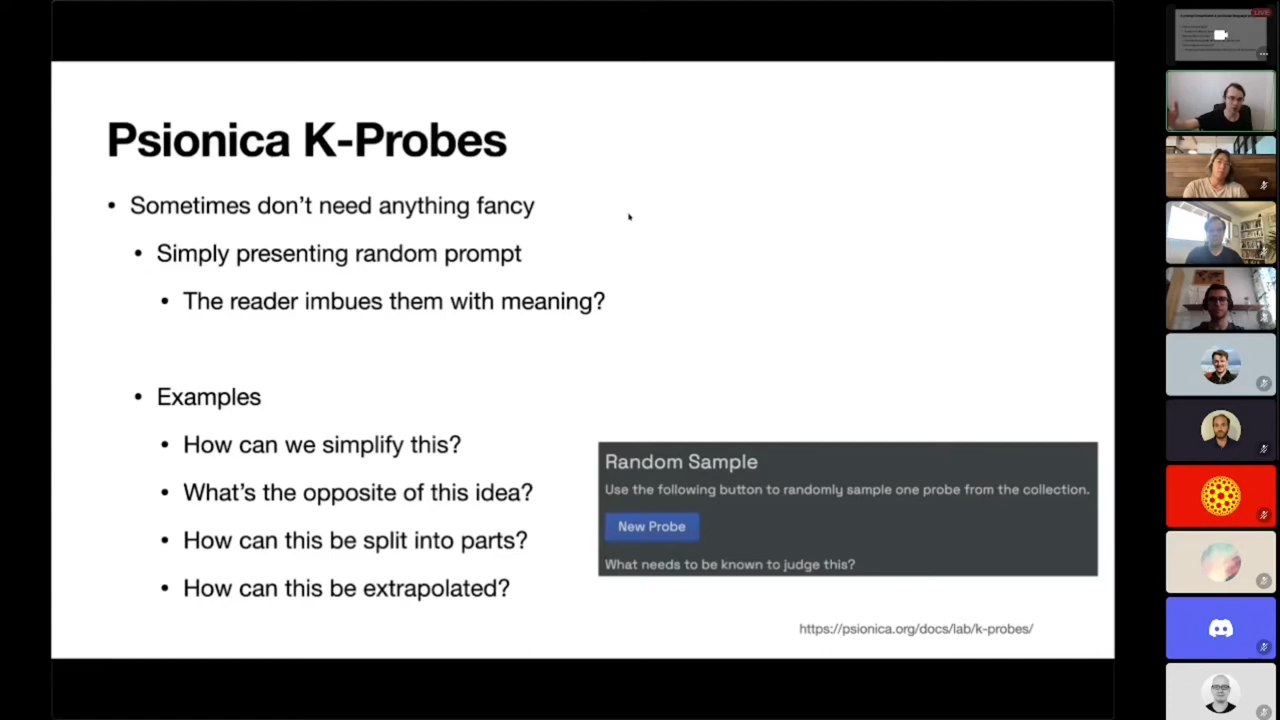 Psionica K-Probes
• Sometimes don't need anything fancy
• Simply presenting random prompt
• The reader imbues them with meaning?
• Examples
• How can we simplify this?
• What's the opposite of this idea?
• How can this be split into parts?
• How can this be extrapolated?
Random Sample
Use the following button to randomly sample one probe from the collection.
New Probe
What needs to be known to judge this?
https://psionica.org/docs/lab/k-probes/
LIVE